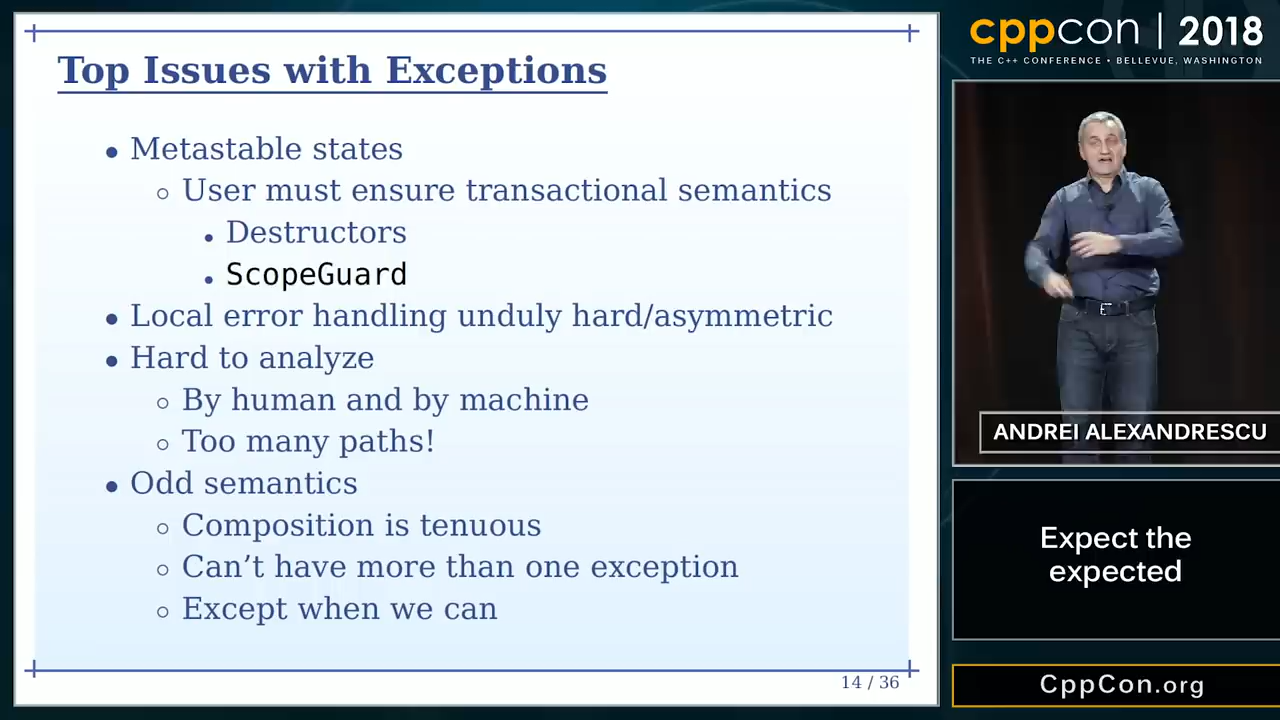 Top Issues with Exceptions
• Metastable states
◦ User must ensure transactional semantics
• Destructors
• ScopeGuard
• Local error handling unduly hard/asymmetric
• Hard to analyze
◦ By human and by machine
◦ Too many paths!
• Odd semantics
◦ Composition is tenuous
◦ Can’t have more than one exception
◦ Except when we can
14 / 36
cppcon | 2018
THE C++ CONFERENCE • BELLEVUE, WASHINGTON
ANDREI ALEXANDRESCU
Expect the
expected
CppCon.org